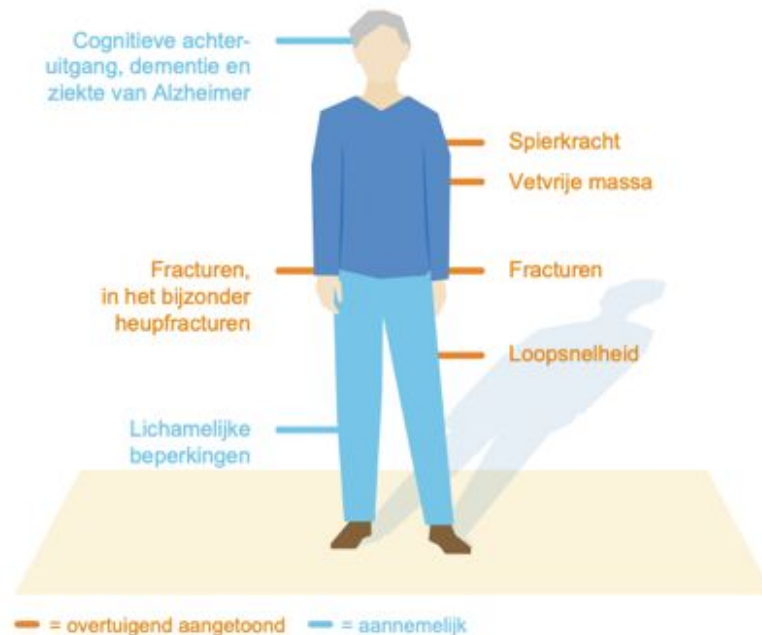 Cognitieve achter-
uitgang, dementie en
ziekte van Alzheimer
Spierkracht
Vetvrije massa
Fracturen,
in het bijzonder
heupfracturen
Fracturen
Loopsnelheid
Lichamelijke
beperkingen
= overtuigend aangetoond = aannemelijk